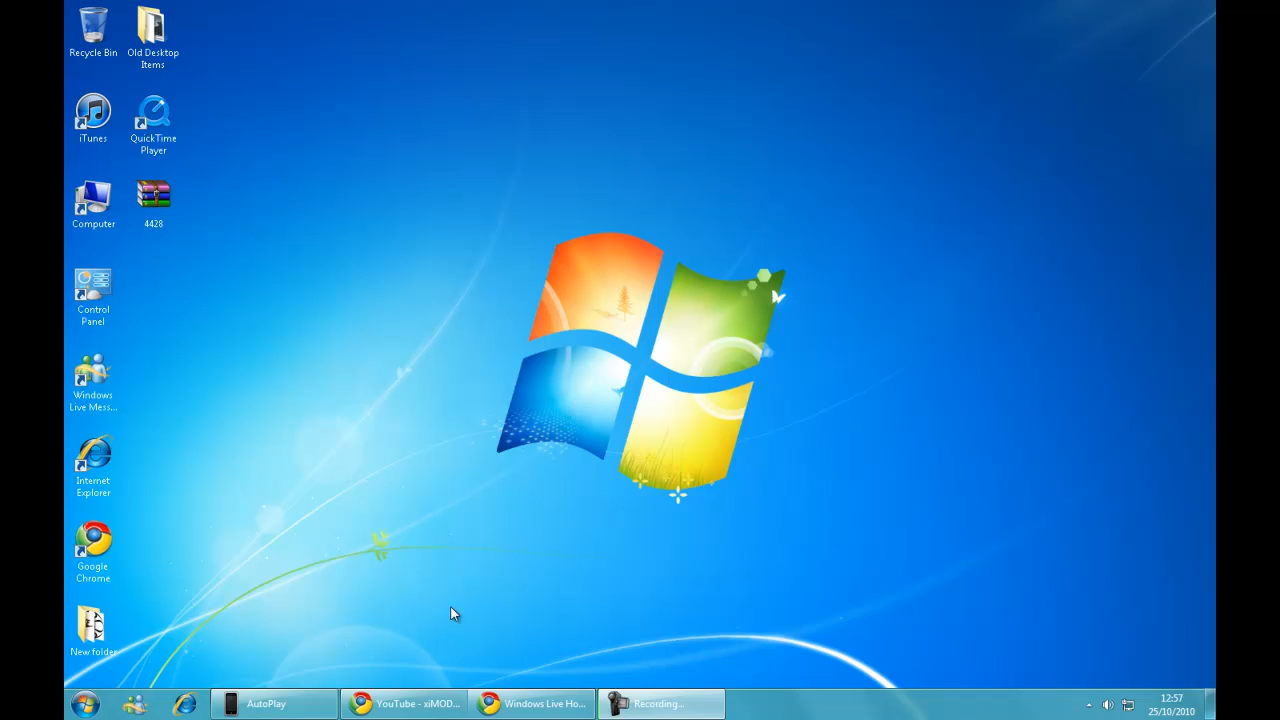 Recycle Bin
Old Desktop
Items
iTunes
QuickTime
Player
Computer
4428
Control
Panel
Windows
Live Mess...
Internet
Explorer
Google
Chrome
New folder
AutoPlay
YouTube - xiMOD...
Windows Live Ho...
Recording...
12:57
25/10/2010